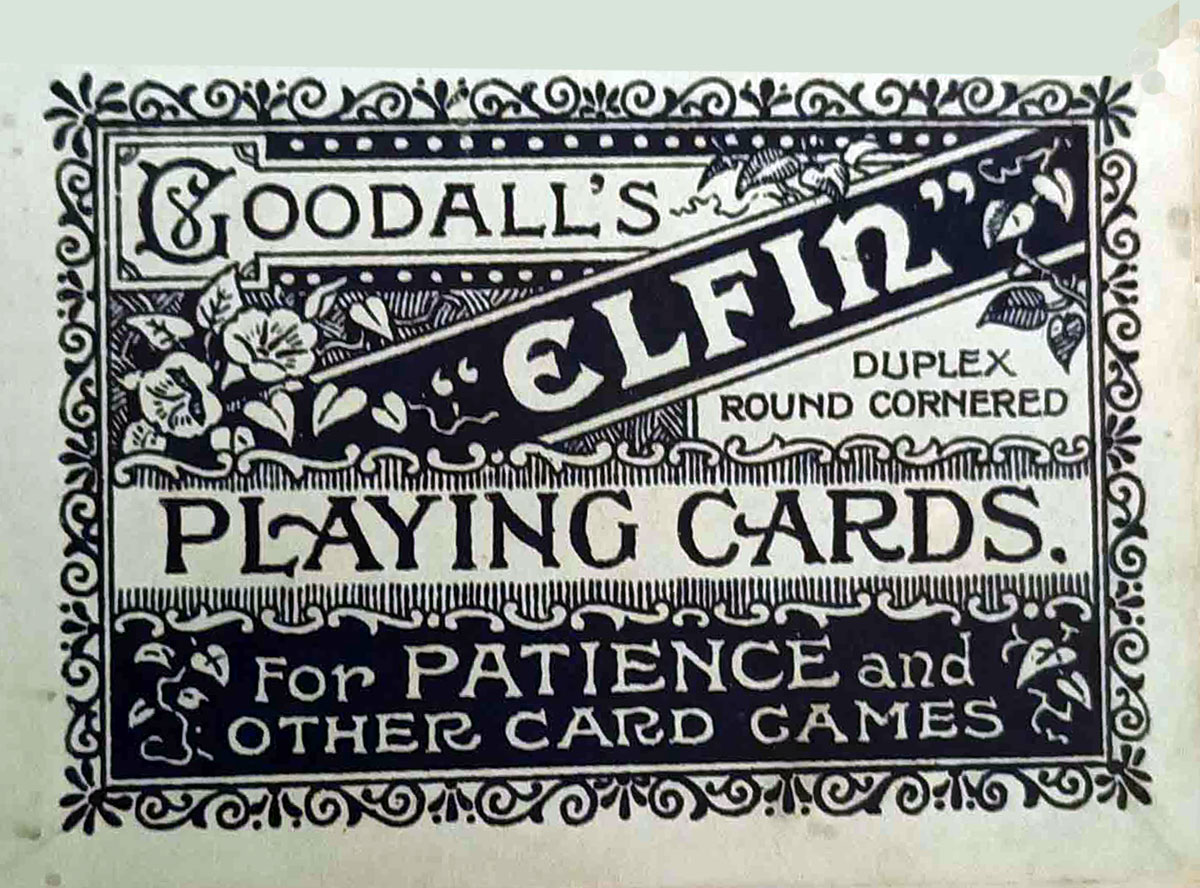 GOODALL'S
"ELFIN"
DUPLEX
ROUND CORNERED
PLAYING CARDS.
For PATIENCE and
OTHER CARD GAMES